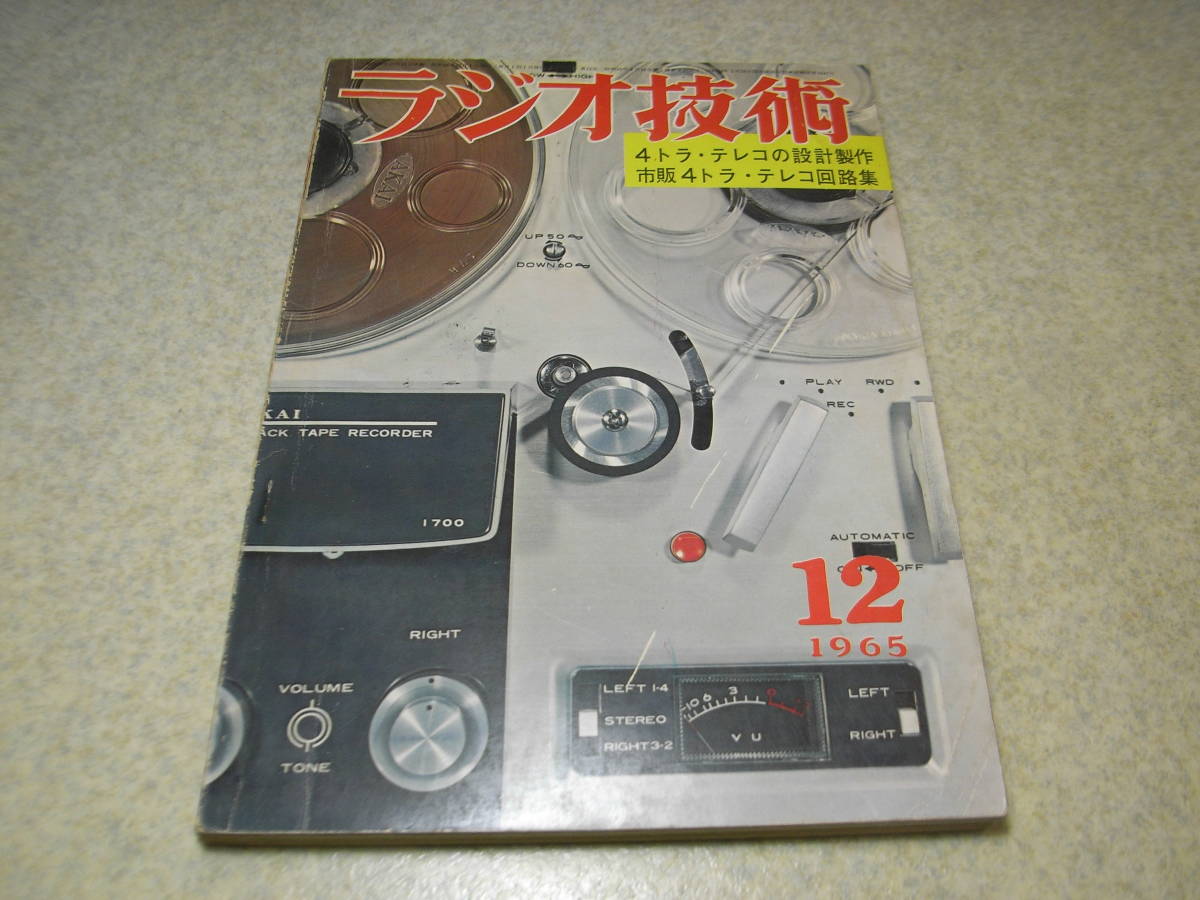 ラジオ技術
4トラ・テレコの設計製作
市販4トラ・テレコ回路集
HIGH
AKAI
UP 50
DOWN 60
PLAY RWD
REC
KAI
ACK TAPE RECORDER
1700
AUTOMATIC
OFF
12
1965
RIGHT
VOLUME
TONE
LEFT 1-4
STEREO
RIGHT 3-2
10 6 3 0
VU
LEFT
RIGHT